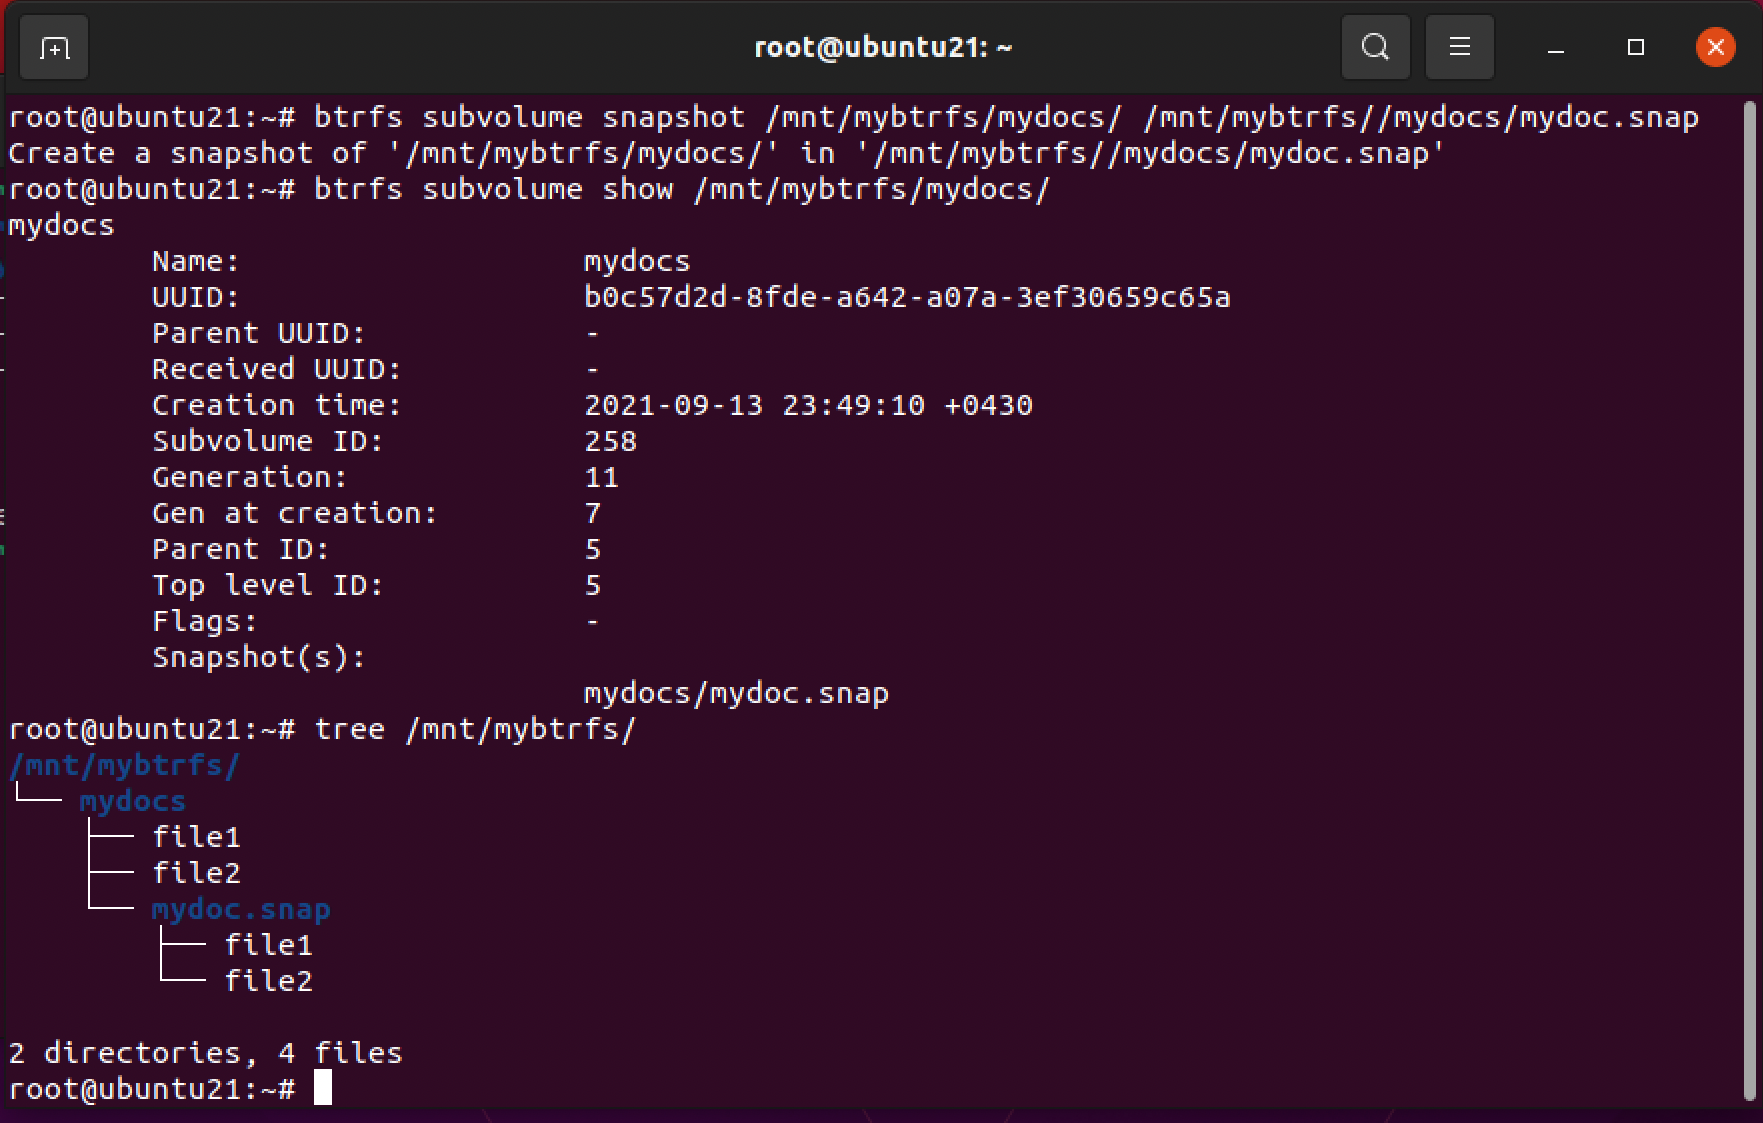 root@ubuntu21: ~
root@ubuntu21:~# btrfs subvolume snapshot /mnt/mybtrfs/mydocs/ /mnt/mybtrfs//mydocs/mydoc.snap
Create a snapshot of '/mnt/mybtrfs/mydocs/' in '/mnt/mybtrfs//mydocs/mydoc.snap'
root@ubuntu21:~# btrfs subvolume show /mnt/mybtrfs/mydocs/
mydocs
Name: mydocs
UUID: b0c57d2d-8fde-a642-a07a-3ef30659c65a
Parent UUID: -
Received UUID: -
Creation time: 2021-09-13 23:49:10 +0430
Subvolume ID: 258
Generation: 11
Gen at creation: 7
Parent ID: 5
Top level ID: 5
Flags: -
Snapshot(s):
mydocs/mydoc.snap
root@ubuntu21:~# tree /mnt/mybtrfs/
/mnt/mybtrfs/
└── mydocs
    ├── file1
    ├── file2
    └── mydoc.snap
        ├── file1
        └── file2
2 directories, 4 files
root@ubuntu21:~#